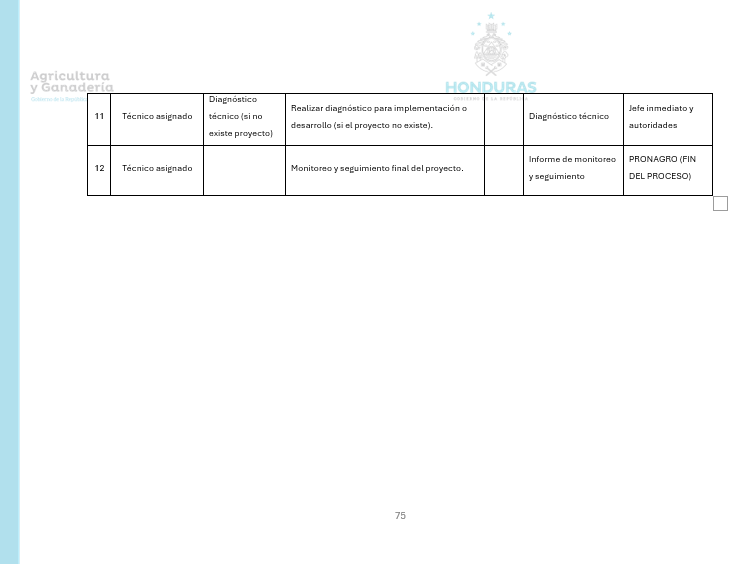 Agricultura
y Ganadería
Gobierno de la República
HONDURAS
GOBIERNO DE LA REPÚBLICA
11
Técnico asignado
Diagnóstico
técnico (si no
existe proyecto)
Realizar diagnóstico para implementación o
desarrollo (si el proyecto no existe).
Diagnóstico técnico
Jefe inmediato y
autoridades
12
Técnico asignado
Monitoreo y seguimiento final del proyecto.
Informe de monitoreo
y seguimiento
PRONAGRO (FIN
DEL PROCESO)
75